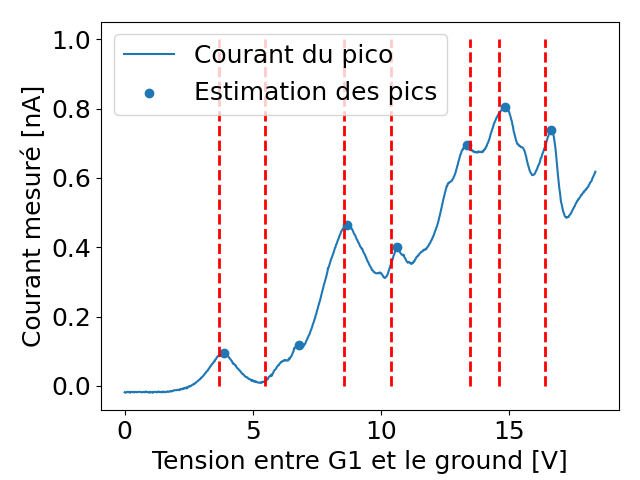 Courant du pico
Estimation des pics
1.0
0.8
0.6
0.4
0.2
0.0
Courant mesuré [nA]
0
5
10
15
Tension entre G1 et le ground [V]